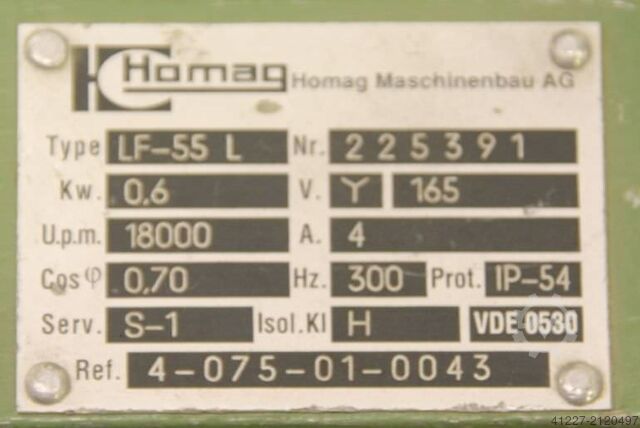 Homag Homag Maschinenbau AG
Type LF-55 L Nr. 225391
Kw. 0,6 V. Y 165
U.p.m. 18000 A. 4
Cos φ 0,70 Hz. 300 Prot. IP-54
Serv. S-1 Isol.Kl H VDE 0530
Ref. 4-075-01-0043
41227-2120497